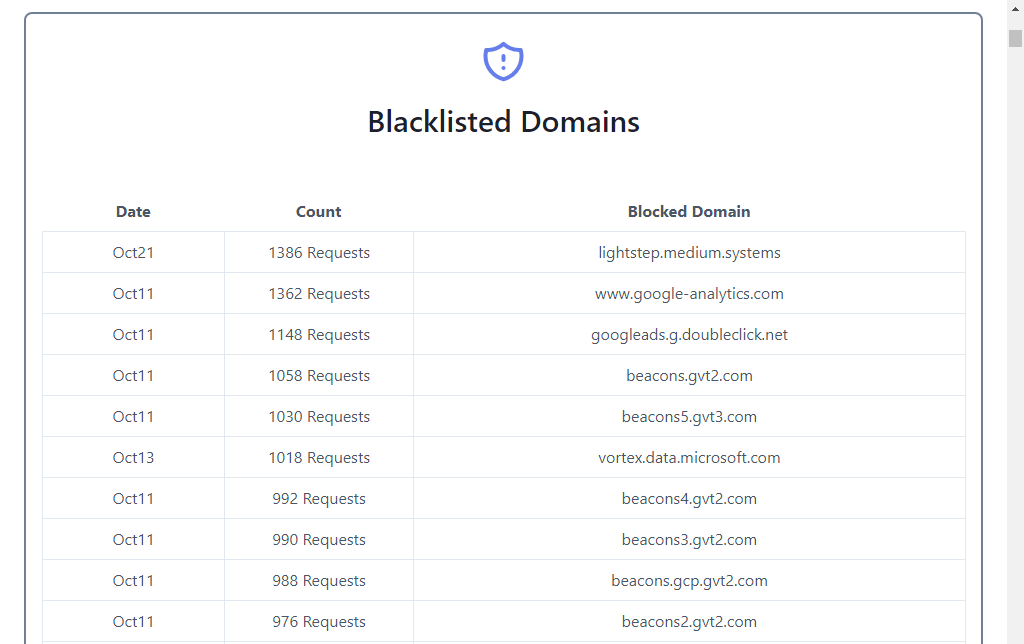 Blacklisted Domains
Date Count Blocked Domain
Oct21 1386 Requests lightstep.medium.systems
Oct11 1362 Requests www.google-analytics.com
Oct11 1148 Requests googleads.g.doubleclick.net
Oct11 1058 Requests beacons.gvt2.com
Oct11 1030 Requests beacons5.gvt3.com
Oct13 1018 Requests vortex.data.microsoft.com
Oct11 992 Requests beacons4.gvt2.com
Oct11 990 Requests beacons3.gvt2.com
Oct11 988 Requests beacons.gcp.gvt2.com
Oct11 976 Requests beacons2.gvt2.com